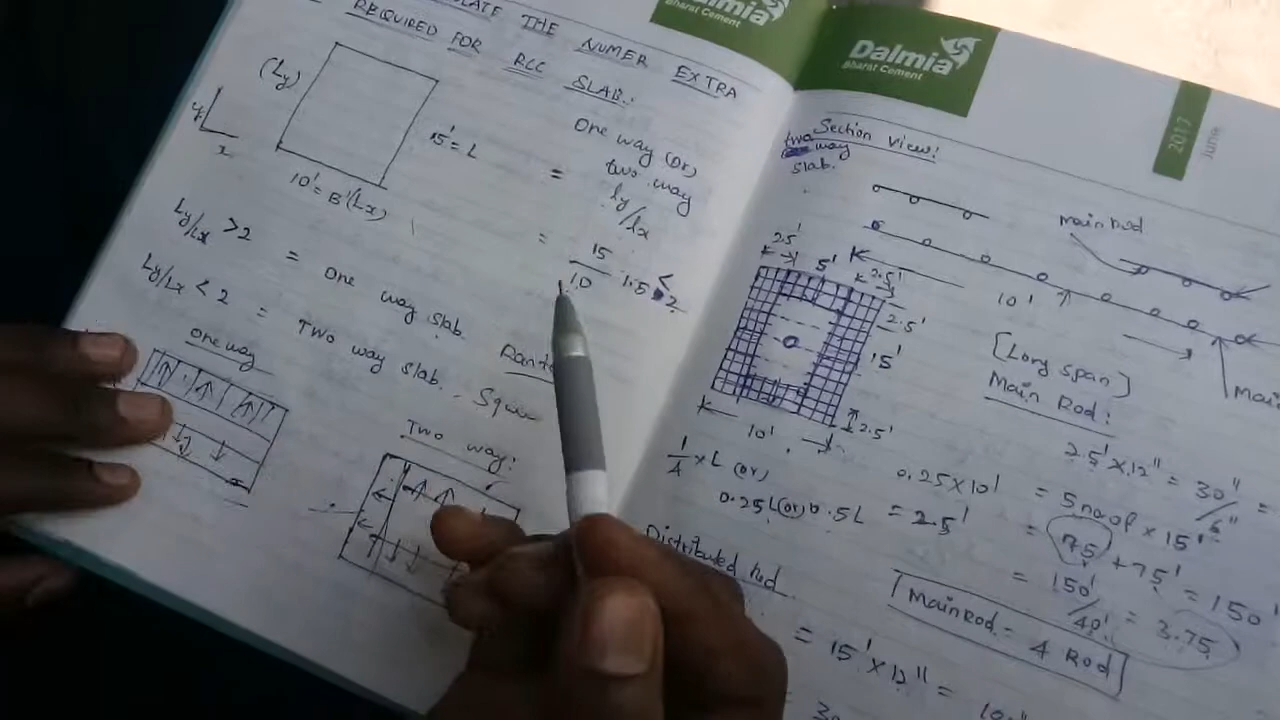 THE NUMER EXTRA
REQUIRED FOR RCC SLAB:
(Ly)
y
x
15' = L
10' = B'(Lx)
One way (or)
= two way
ly/lx
= 15/10 1.5 < 2
Ly/Lx > 2 = One way slab.
Ly/Lx < 2 = Two way slab.
One way
Two way:
Dalmia
Bharat Cement
Dalmia
Bharat Cement
2017
June
Section view:
two way
slab.
main Rod
10'
2.5'
5'
2.5'
2.5'
15'
2.5'
10'
[Long span]
Main Rod:
2.5' x 12" = 30"/6"
1/4 x L (or)
0.25 x 10'
= 5 no of x 15'
0.25L (or) 0.5L = 2.5'
= 75 + 75' = 150'
= 150'/40' = 3.75
Main Rod = 4 Rod
Distributed Rod
= 15' x 12" =